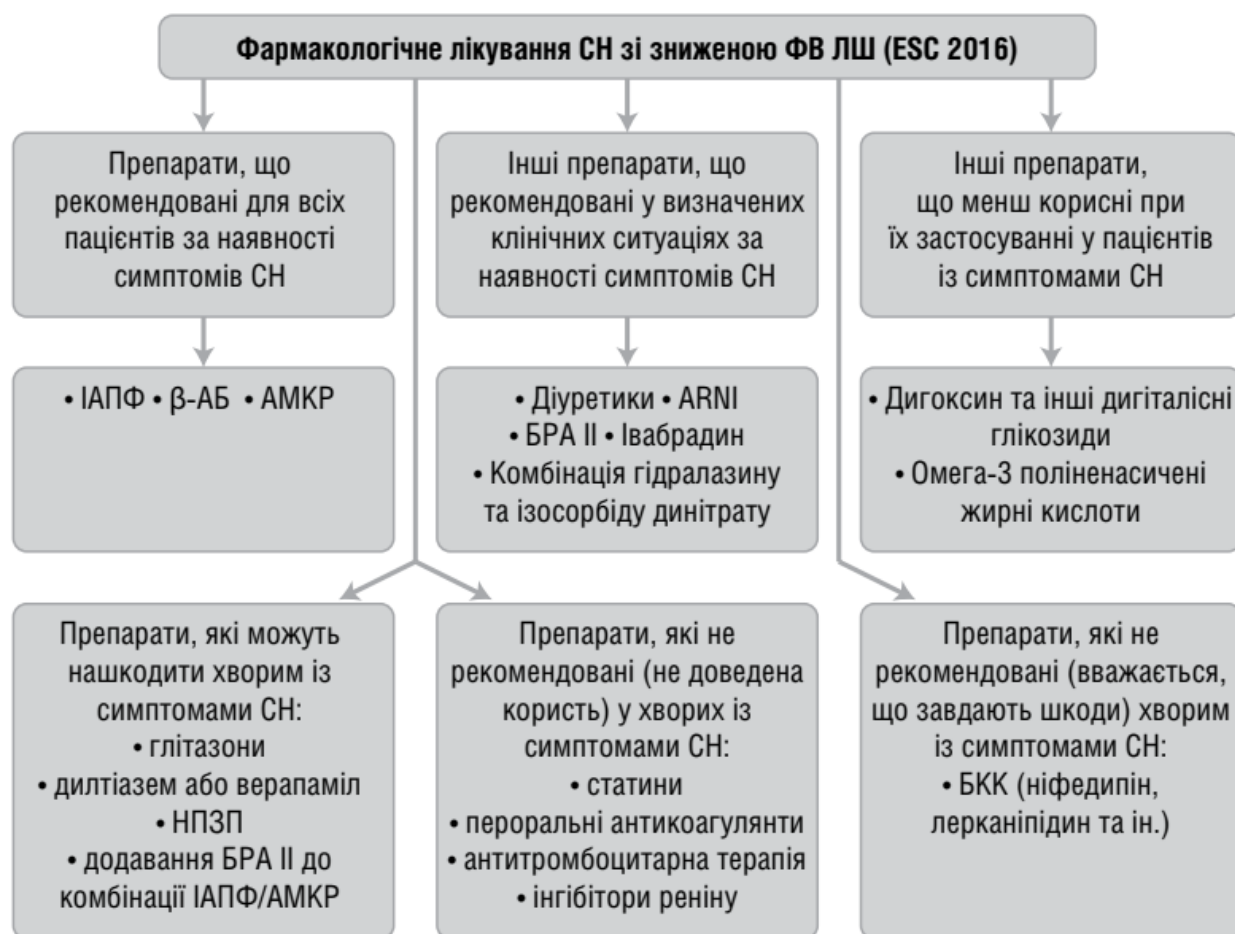 Фармакологічне лікування СН зі зниженою ФВ ЛШ (ESC 2016)
Препарати, що
рекомендовані для всіх
пацієнтів за наявності
симптомів СН
Інші препарати, що
рекомендовані у визначених
клінічних ситуаціях за
наявності симптомів СН
Інші препарати,
що менш корисні при
їх застосуванні у пацієнтів
із симптомами СН
• ІАПФ • β-АБ • АМКР
• Діуретики • ARNI
• БРА ІІ • Івабрадин
• Комбінація гідралазину
та ізосорбіду динітрату
• Дигоксин та інші дигіталісні
глікозиди
• Омега-3 поліненасичені
жирні кислоти
Препарати, які можуть
нашкодити хворим із
симптомами СН:
• глітазони
• дилтіазем або верапаміл
• НПЗП
• додавання БРА ІІ до
комбінації ІАПФ/АМКР
Препарати, які не
рекомендовані (не доведена
користь) у хворих із
симптомами СН:
• статини
• пероральні антикоагулянти
• антитромбоцитарна терапія
• інгібітори реніну
Препарати, які не
рекомендовані (вважається,
що завдають шкоди) хворим
із симптомами СН:
• БКК (ніфедипін,
лерканіпідин та ін.)